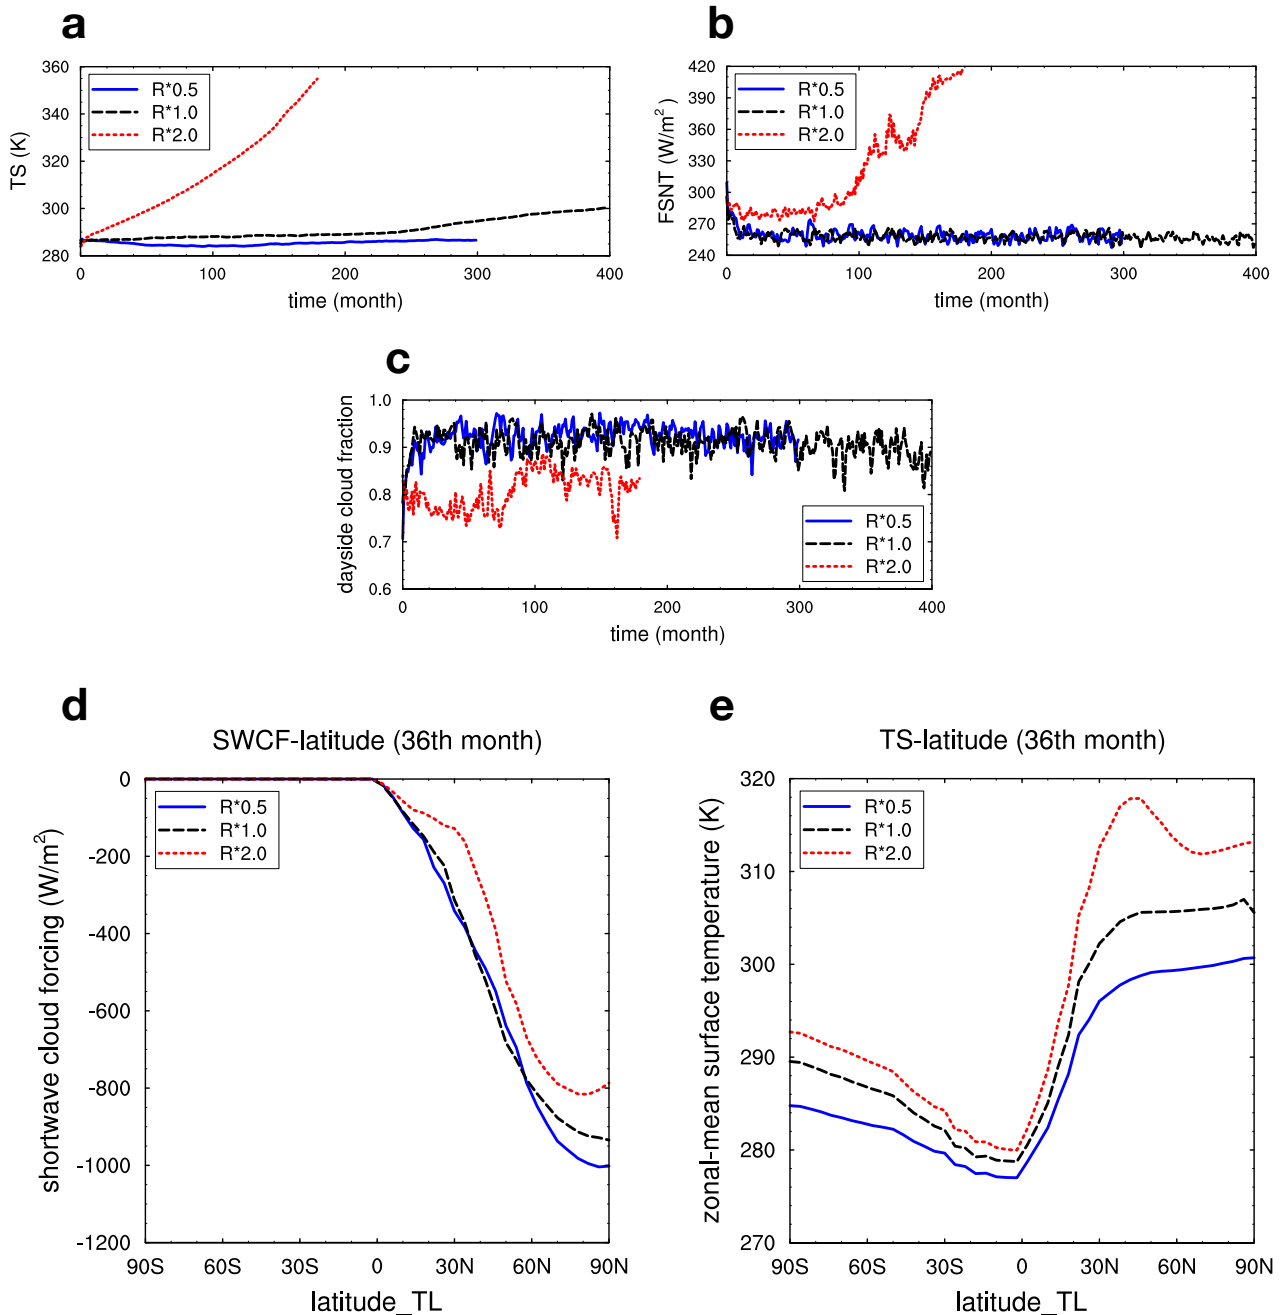 a
TS (K)
360
340
320
300
280
R*0.5
R*1.0
R*2.0
0
100
200
300
400
time (month)
b
FSNT (W/m²)
420
390
360
330
300
270
240
R*0.5
R*1.0
R*2.0
0
100
200
300
400
time (month)
c
dayside cloud fraction
1.0
0.9
0.8
0.7
0.6
R*0.5
R*1.0
R*2.0
0
100
200
300
400
time (month)
d
SWCF-latitude (36th month)
shortwave cloud forcing (W/m²)
0
-200
-400
-600
-800
-1000
-1200
R*0.5
R*1.0
R*2.0
90S
60S
30S
0
30N
60N
90N
latitude_TL
e
TS-latitude (36th month)
zonal-mean surface temperature (K)
320
310
300
290
280
270
R*0.5
R*1.0
R*2.0
90S
60S
30S
0
30N
60N
90N
latitude_TL